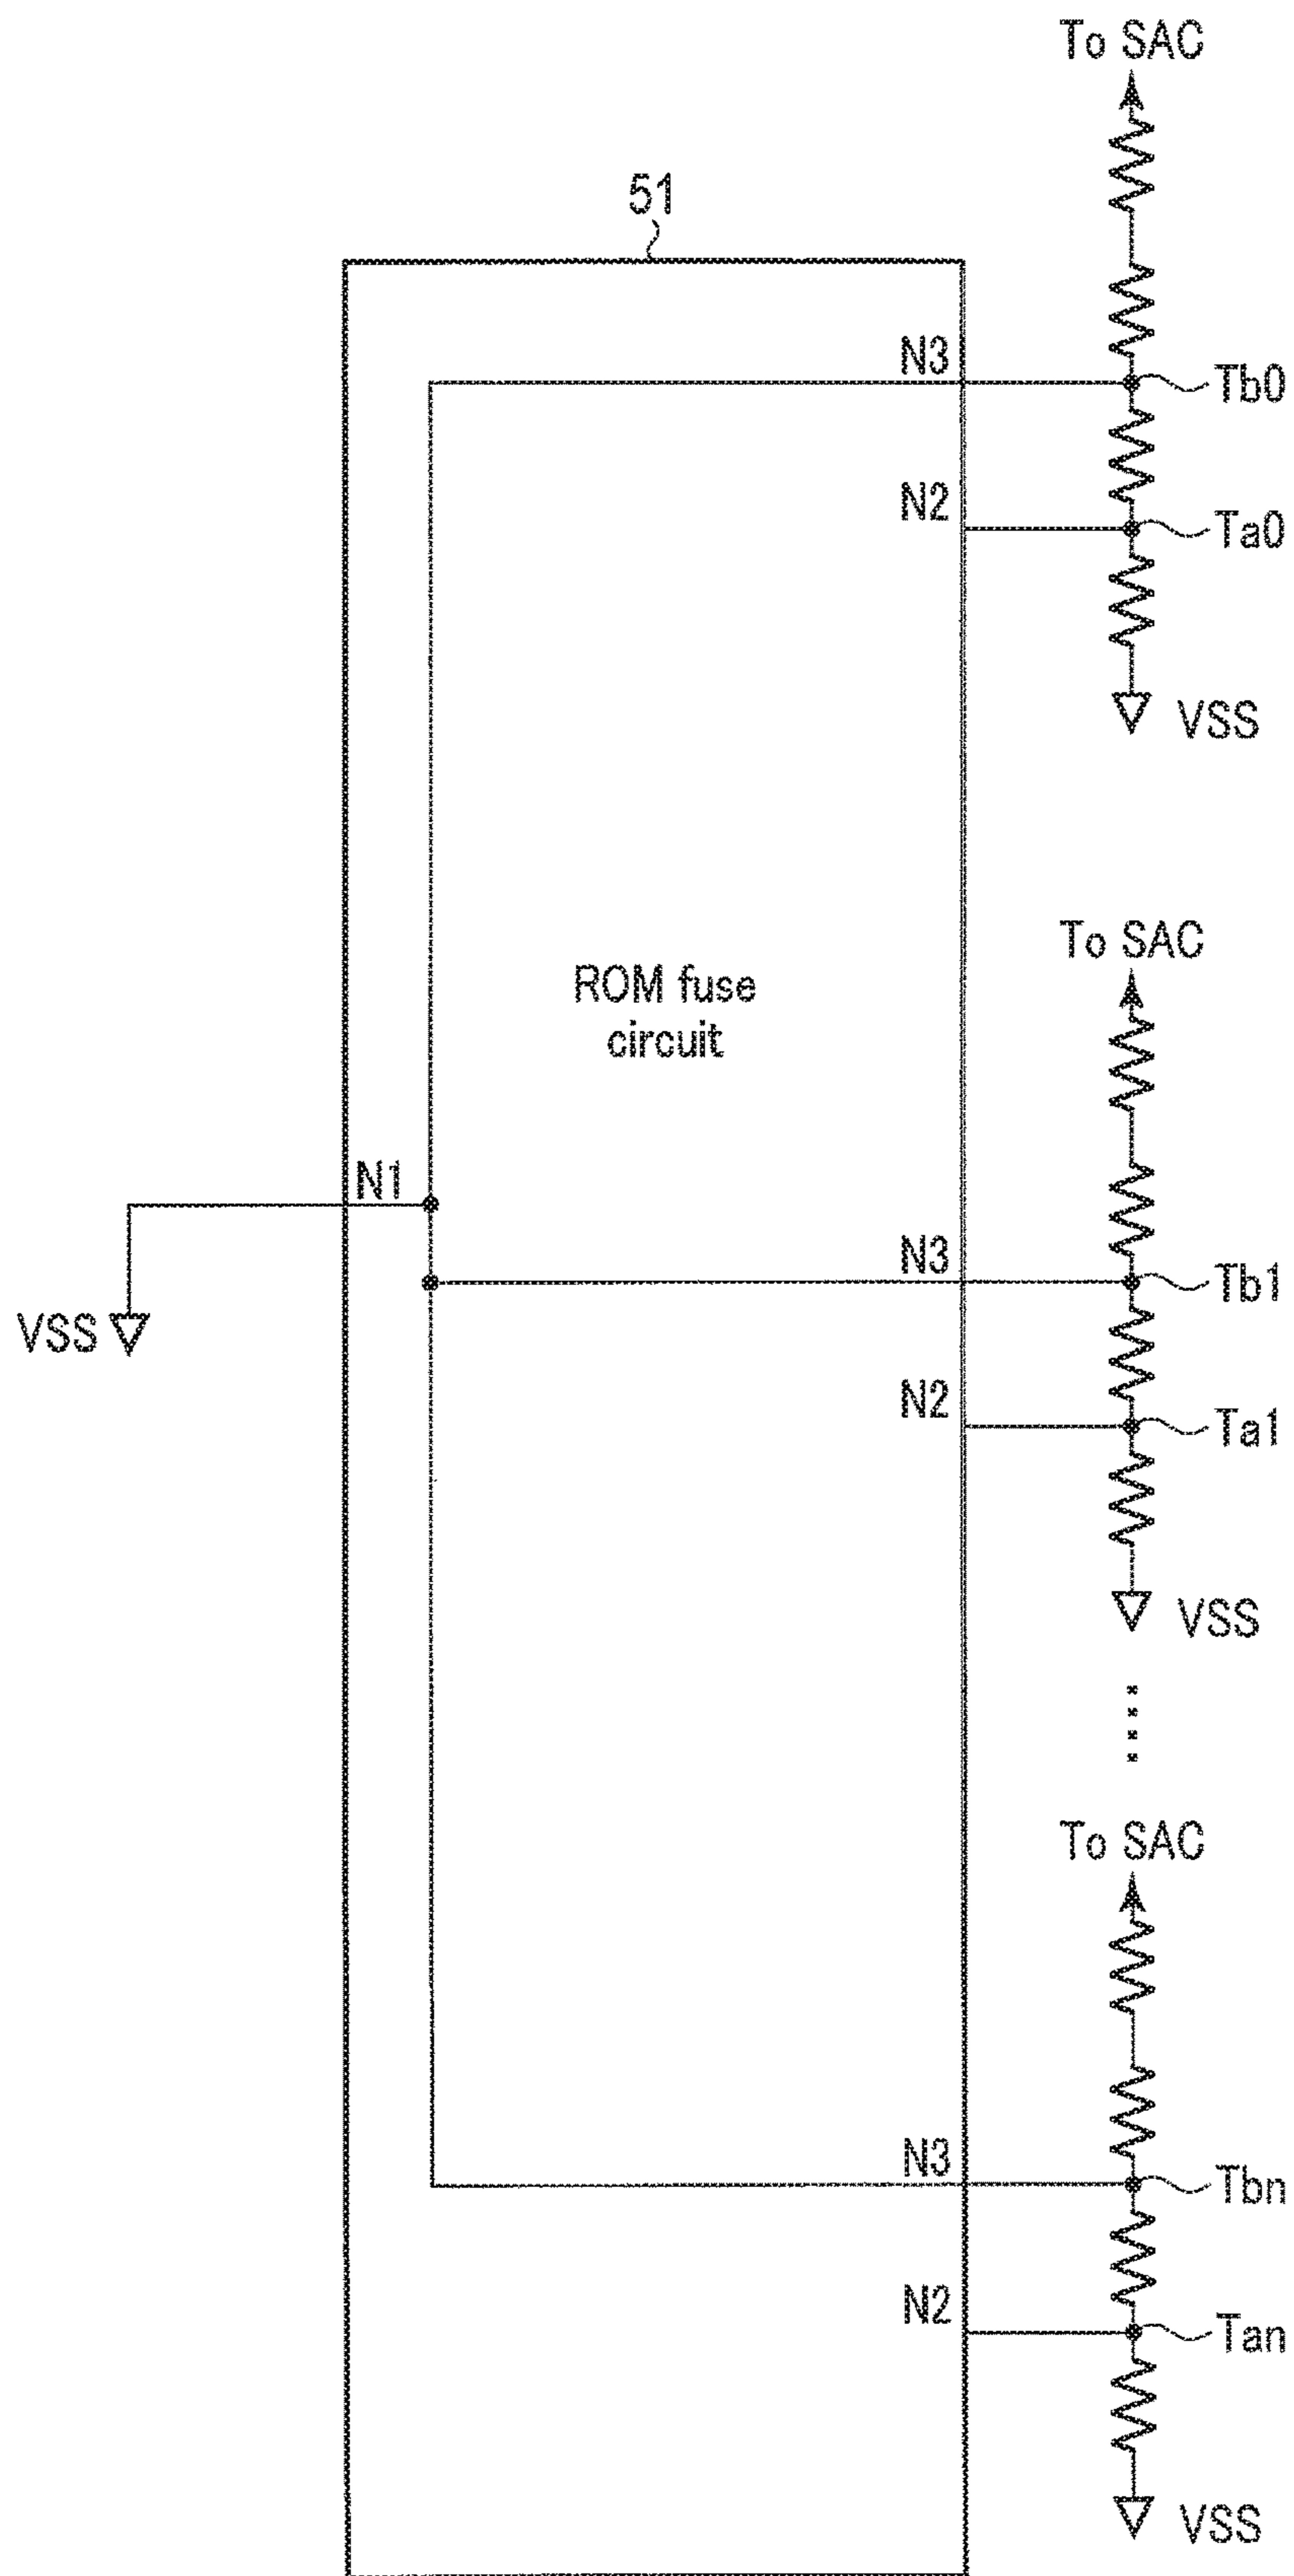 To SAC
51
N3
Tb0
N2
Ta0
VSS
To SAC
ROM fuse
circuit
N1
N3
Tb1
VSS
N2
Ta1
VSS
To SAC
N3
Tbn
N2
Tan
VSS